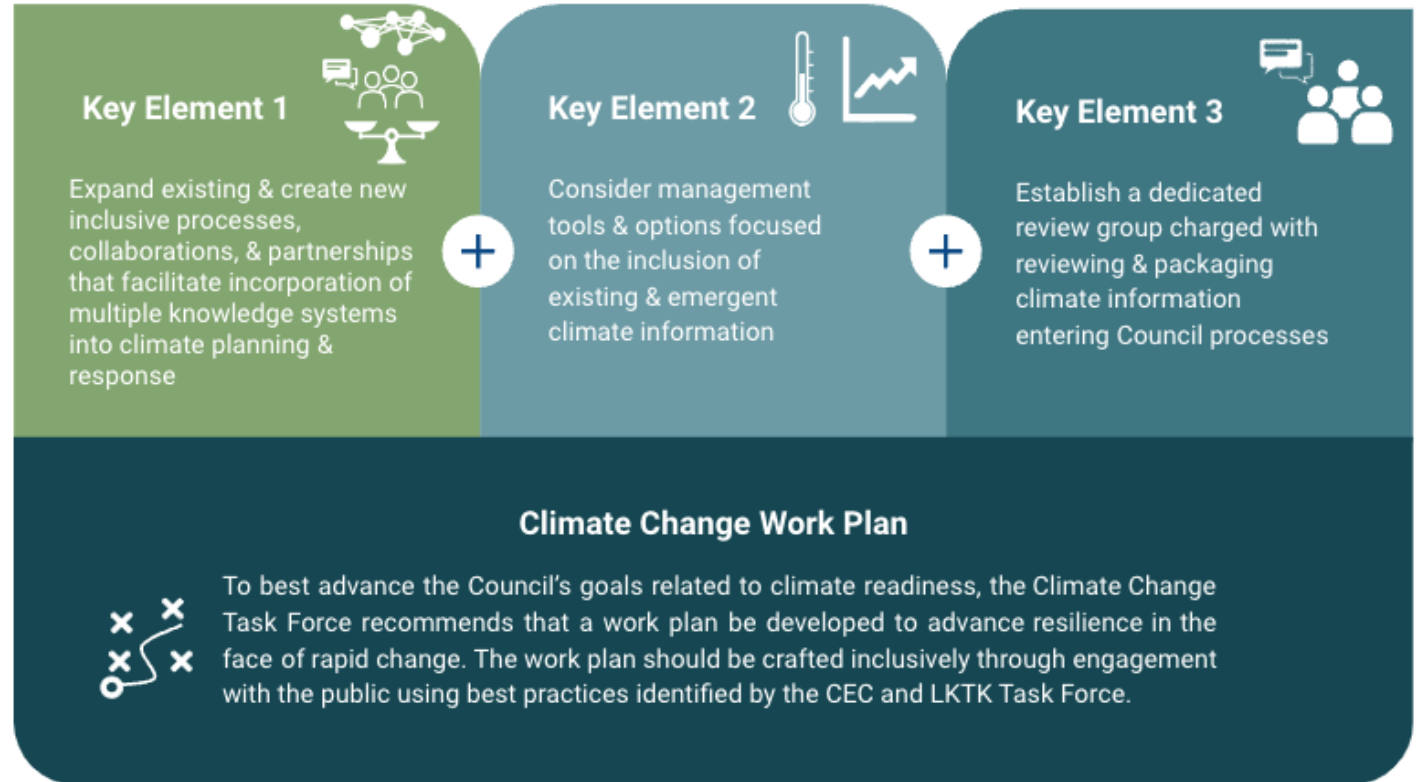 Key Element 1
Expand existing & create new
inclusive processes,
collaborations, & partnerships
that facilitate incorporation of
multiple knowledge systems
into climate planning &
response
+
Key Element 2
Consider management
tools & options focused
on the inclusion of
existing & emergent
climate information
+
Key Element 3
Establish a dedicated
review group charged with
reviewing & packaging
climate information
entering Council processes
Climate Change Work Plan
To best advance the Council's goals related to climate readiness, the Climate Change
Task Force recommends that a work plan be developed to advance resilience in the
face of rapid change. The work plan should be crafted inclusively through engagement
with the public using best practices identified by the CEC and LKTK Task Force.